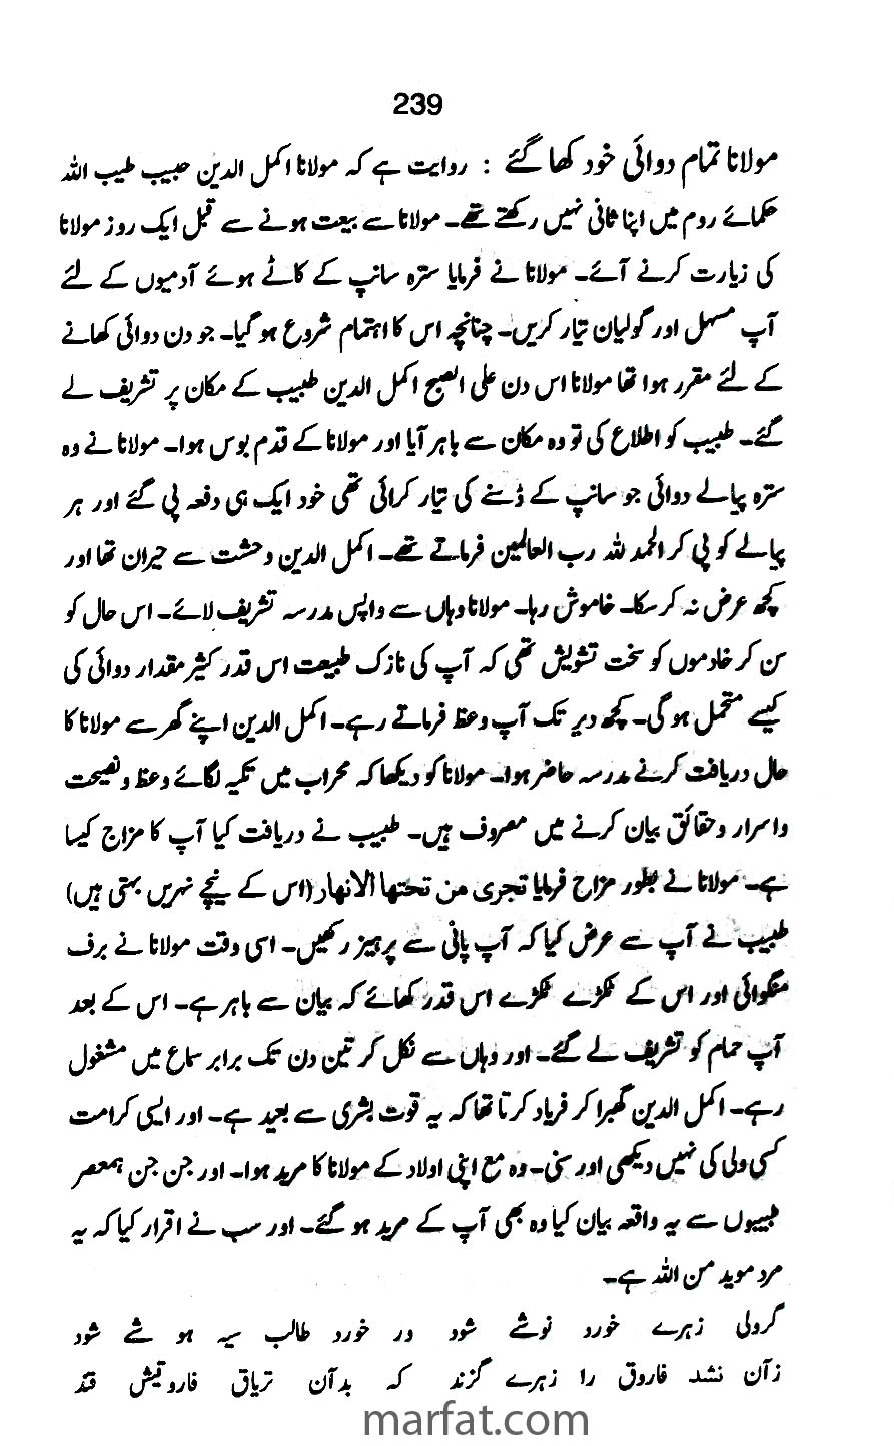 239
مولانا تمام دوائی خود کھا گئے : روایت ہے کہ مولانا اکمل الدین حبیب طیب اللہ
حکمائے روم میں اپنا ثانی نہیں رکھتے تھے۔ مولانا سے بیعت ہونے سے قبل ایک روز مولانا
کی زیارت کرنے آئے۔ مولانا نے فرمایا سترہ سانپ کے کاٹے ہوئے آدمیوں کے لئے
آپ مسہل اور گولیاں تیار کریں۔ چنانچہ اس کا اہتمام شروع ہو گیا۔ جو دن دوائی کھانے
کے لئے مقرر ہوا تھا مولانا اس دن علی الصبح اکمل الدین طبیب کے مکان پر تشریف لے
گئے۔ طبیب کو اطلاع کی تو وہ مکان سے باہر آیا اور مولانا کے قدم بوس ہوا۔ مولانا نے وہ
سترہ پیالے دوائی جو سانپ کے ڈسنے کی تیار کرائی تھی خود ایک ہی دفعہ پی گئے اور ہر
پیالے کو پی کر الحمد للہ رب العالمین فرماتے تھے۔ اکمل الدین وحشت سے حیران تھا اور
کچھ عرض نہ کر سکا۔ خاموش رہا۔ مولانا وہاں سے واپس مدرسہ تشریف لائے۔ اس حال کو
سن کر خادموں کو سخت تشویش تھی کہ آپ کی نازک طبیعت اس قدر کثیر مقدار دوائی کی
کیسے متحمل ہو گی۔ کچھ دیر تک آپ وعظ فرماتے رہے۔ اکمل الدین اپنے گھر سے مولانا کا
حال دریافت کرنے مدرسہ حاضر ہوا۔ مولانا کو دیکھا کہ محراب میں تکیہ لگائے وعظ و نصیحت
و اسرار و حقائق بیان کرنے میں مصروف ہیں۔ طبیب نے دریافت کیا آپ کا مزاج کیسا
ہے۔ مولانا نے بطور مزاح فرمایا تجری من تحتها الانهار (اس کے نیچے نہریں بہتی ہیں)
طبیب نے آپ سے عرض کیا کہ آپ پانی سے پرہیز رکھیں۔ اسی وقت مولانا نے برف
منگوائی اور اس کے ٹکڑے ٹکڑے اس قدر کھائے کہ بیان سے باہر ہے۔ اس کے بعد
آپ حمام کو تشریف لے گئے۔ اور وہاں سے نکل کر تین دن تک برابر سماع میں مشغول
رہے۔ اکمل الدین گھبرا کر فریاد کرتا تھا کہ یہ قوت بشری سے بعید ہے۔ اور ایسی کرامت
کسی ولی کی نہیں دیکھی اور سنی۔ وہ مع اپنی اولاد کے مولانا کا مرید ہوا۔ اور جن جن ہمعصر
طبیبوں سے یہ واقعہ بیان کیا وہ بھی آپ کے مرید ہو گئے۔ اور سب نے اقرار کیا کہ یہ
مرد موید من اللہ ہے۔
گرولی زہرے خورد نوشے شود ور خورد طالب سیہ ہو شے شود
زآن نشد فاروق را زہرے گزند کہ بدآن تریاق فاروقیش قند
marfat.com